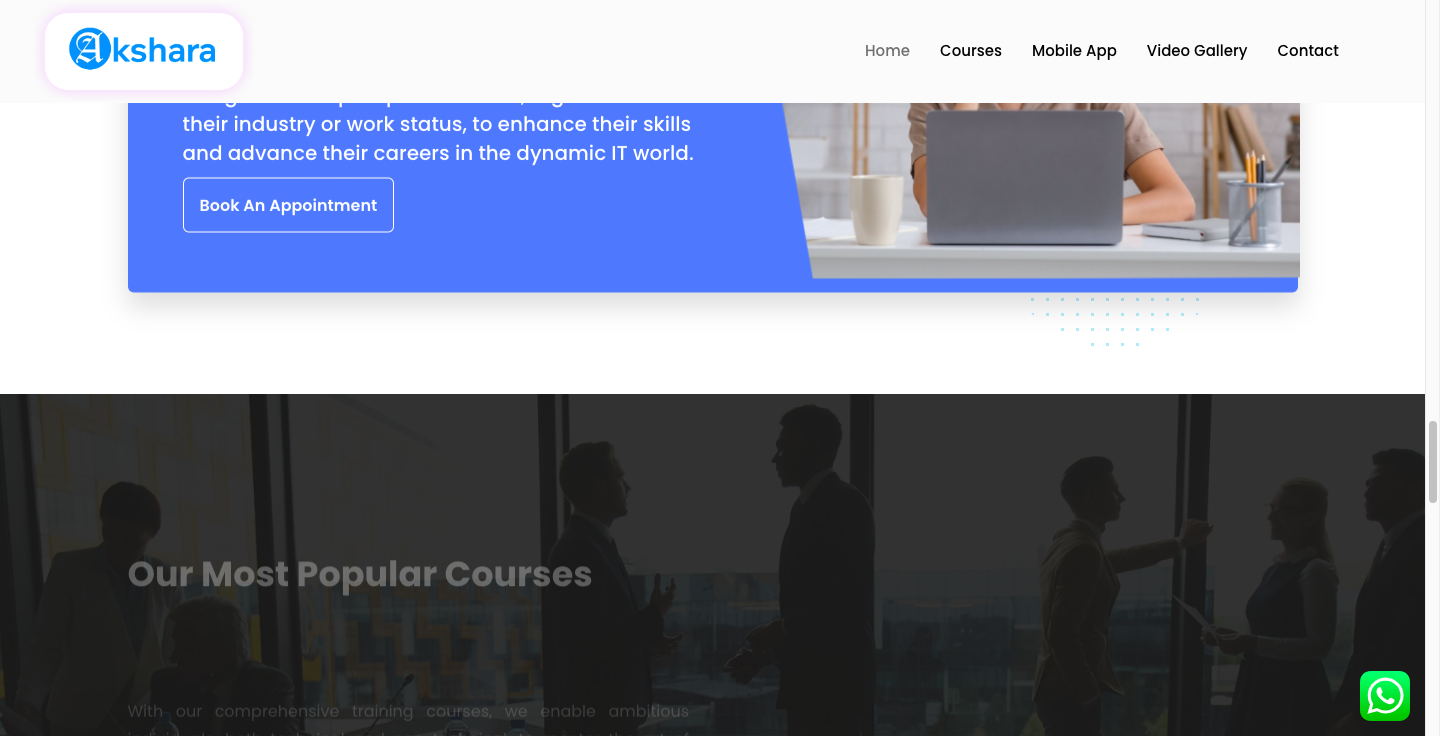 Akshara
Home
Courses
Mobile App
Video Gallery
Contact
their industry or work status, to enhance their skills
and advance their careers in the dynamic IT world.
Book An Appointment
Our Most Popular Courses
With our comprehensive training courses, we enable ambitious